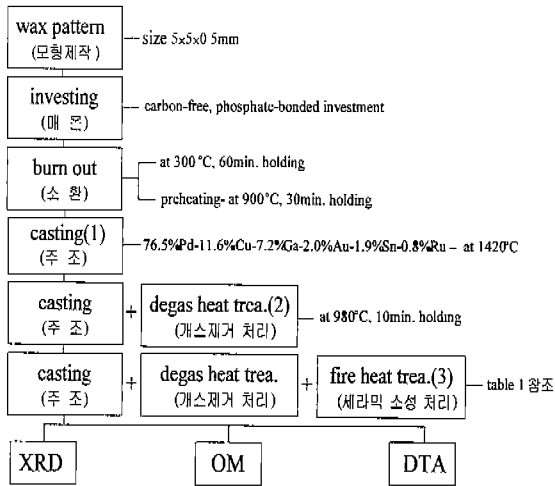 wax pattern
(모형제작)
size 5×5×0 5mm
investing
(매 몰)
carbon-free, phosphate-bonded investment
burn out
(소 환)
at 300°C, 60min. holding
preheating- at 900°C, 30min. holding
casting(1)
(주 조)
76.5%Pd-11.6%Cu-7.2%Ga-2.0%Au-1.9%Sn-0.8%Ru – at 1420°C
casting
(주 조)
+
degas heat trea.(2)
(개스제거 처리)
at 980°C, 10min. holding
casting
(주 조)
+
degas heat trea.
(개스제거 처리)
+
fire heat trea.(3)
(세라믹 소성 처리)
table 1 참조
XRD
OM
DTA